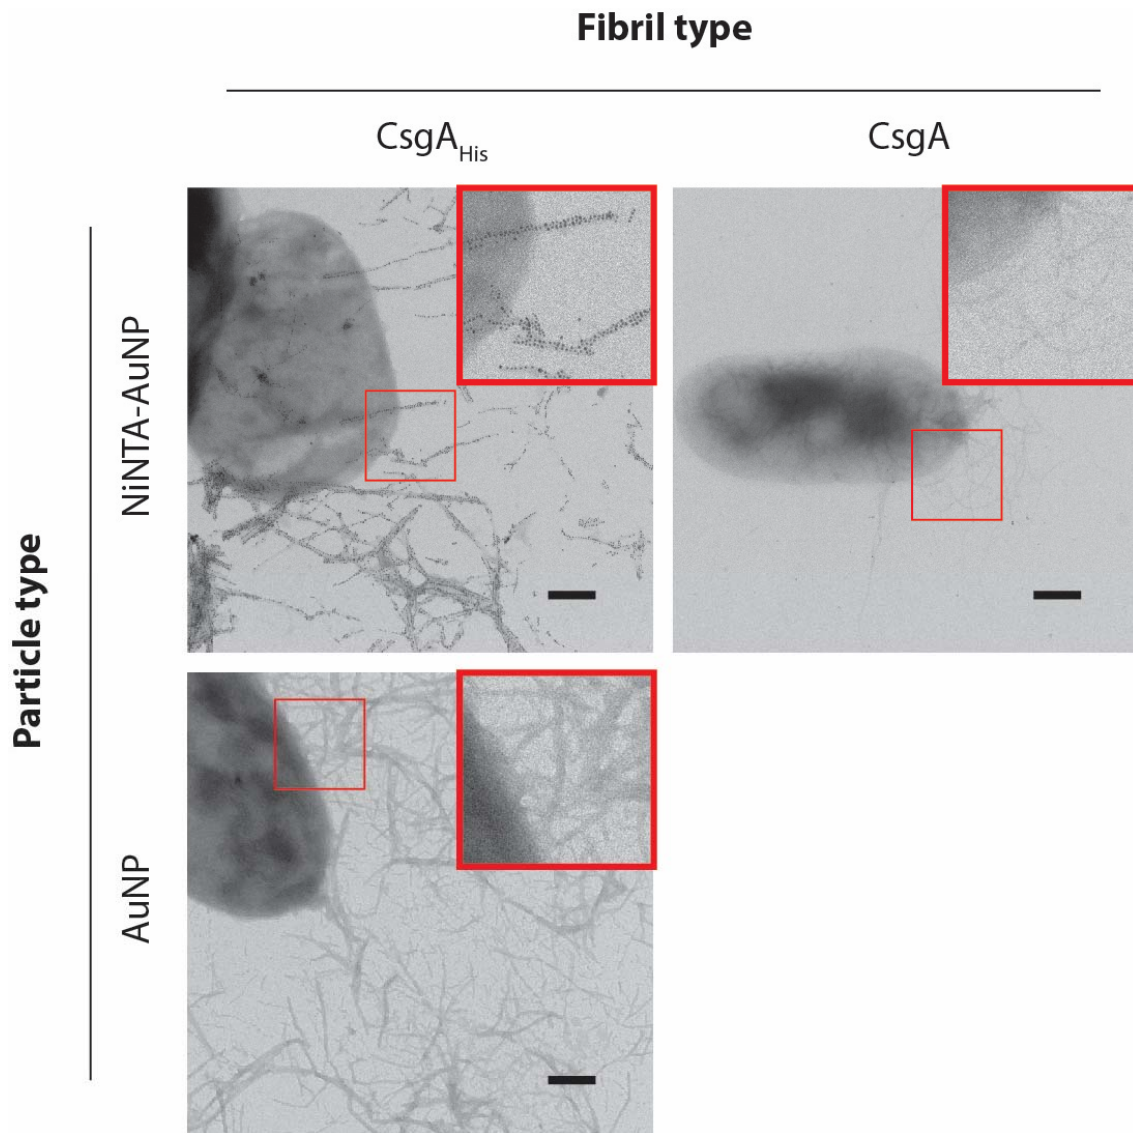 Fibril type
CsgAHis
CsgA
Particle type
NiNTA-AuNP
AuNP